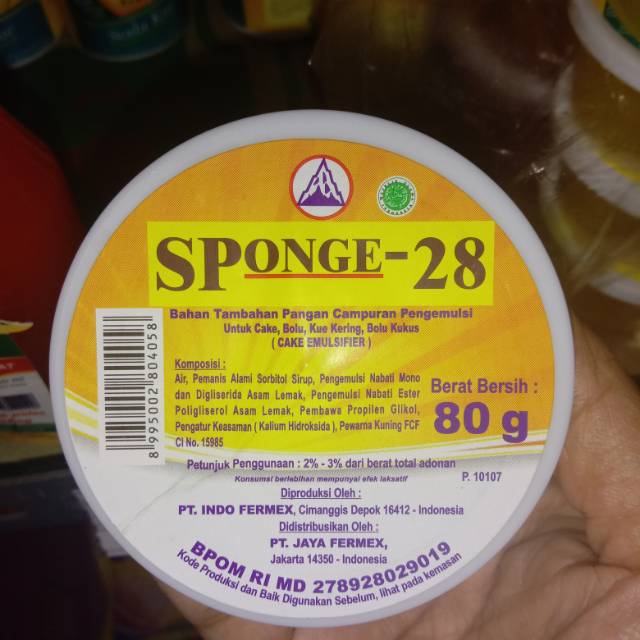 SPONGE-28
Bahan Tambahan Pangan Campuran Pengemulsi
Untuk Cake, Bolu, Kue Kering, Bolu Kukus
( CAKE EMULSIFIER )
Komposisi :
Air, Pemanis Alami Sorbitol Sirup, Pengemulsi Nabati Mono
dan Digliserida Asam Lemak, Pengemulsi Nabati Ester
Poligliserol Asam Lemak, Pembawa Propilen Glikol,
Pengatur Keasaman ( Kalium Hidroksida ), Pewarna Kuning FCF
CI No. 15985
Berat Bersih :
80 g
8995002804058
Petunjuk Penggunaan : 2% - 3% dari berat total adonan
Konsumsi berlebihan mempunyai efek laksatif
P. 10107
Diproduksi Oleh :
PT. INDO FERMEX, Cimanggis Depok 16412 - Indonesia
Didistribusikan Oleh :
PT. JAYA FERMEX,
Jakarta 14350 - Indonesia
BPOM RI MD 278928029019
Kode Produksi dan Baik Digunakan Sebelum, lihat pada kemasan